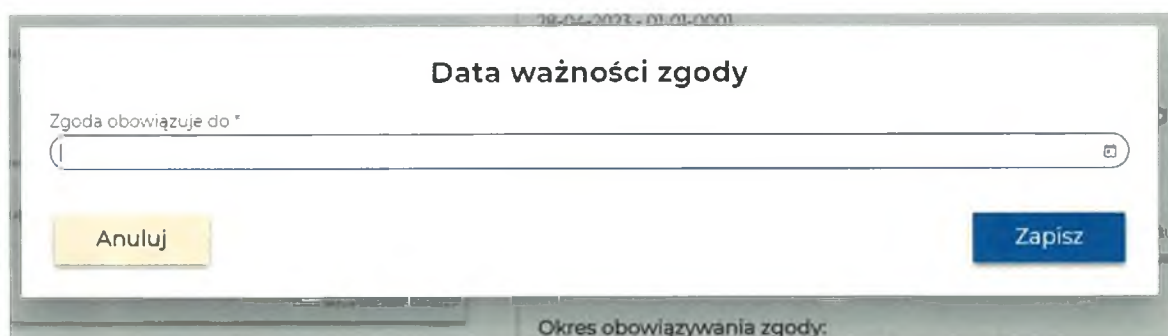 28-04-2023 - 01-01-0001
Data ważności zgody
Zgoda obowiązuje do *
Anuluj
Zapisz
Okres obowiązywania zgody: